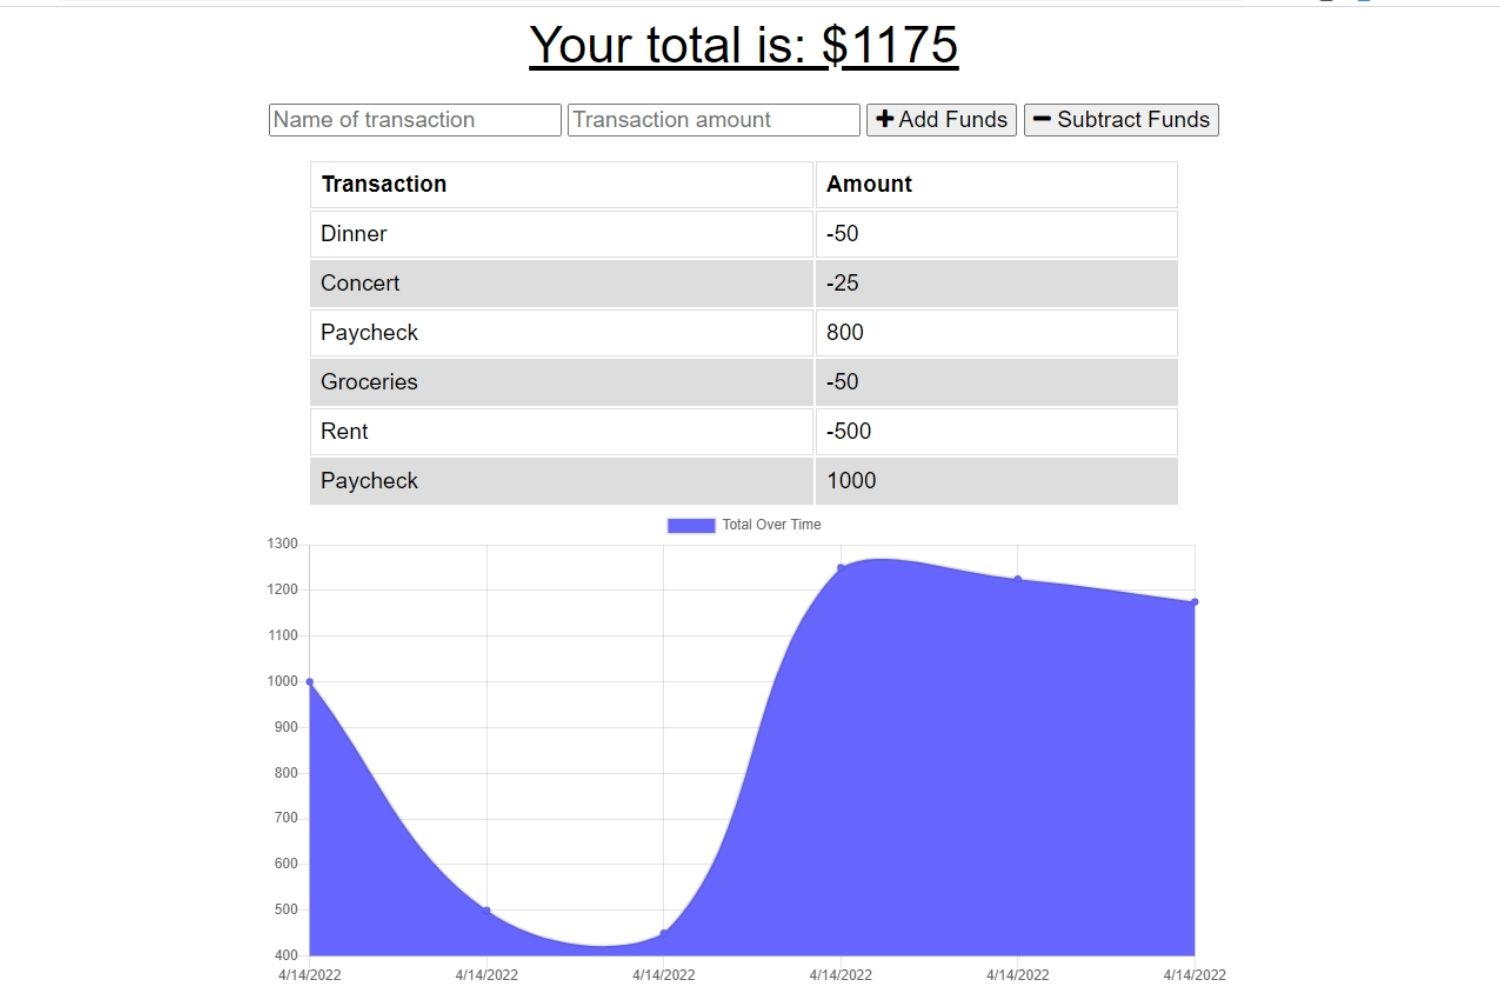 Your total is: $1175
Name of transaction Transaction amount Add Funds Subtract Funds
Transaction Amount
Dinner -50
Concert -25
Paycheck 800
Groceries -50
Rent -500
Paycheck 1000
Total Over Time
1300
1200
1100
1000
900
800
700
600
500
400
4/14/2022 4/14/2022 4/14/2022 4/14/2022 4/14/2022 4/14/2022